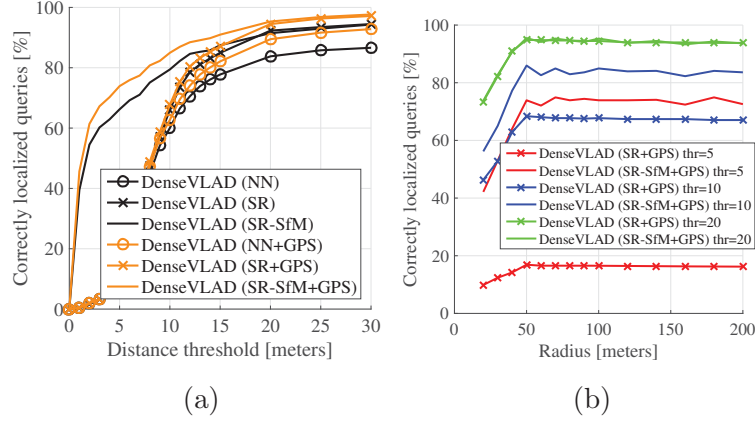 Correctly localized queries [%]
100
80
60
40
20
0
0
5
10
15
20
25
30
Distance threshold [meters]
DenseVLAD (NN)
DenseVLAD (SR)
DenseVLAD (SR-SfM)
DenseVLAD (NN+GPS)
DenseVLAD (SR+GPS)
DenseVLAD (SR-SfM+GPS)
(a)
Correctly localized queries [%]
100
80
60
40
20
0
0
50
100
150
200
Radius [meters]
DenseVLAD (SR+GPS) thr=5
DenseVLAD (SR-SfM+GPS) thr=5
DenseVLAD (SR+GPS) thr=10
DenseVLAD (SR-SfM+GPS) thr=10
DenseVLAD (SR+GPS) thr=20
DenseVLAD (SR-SfM+GPS) thr=20
(b)